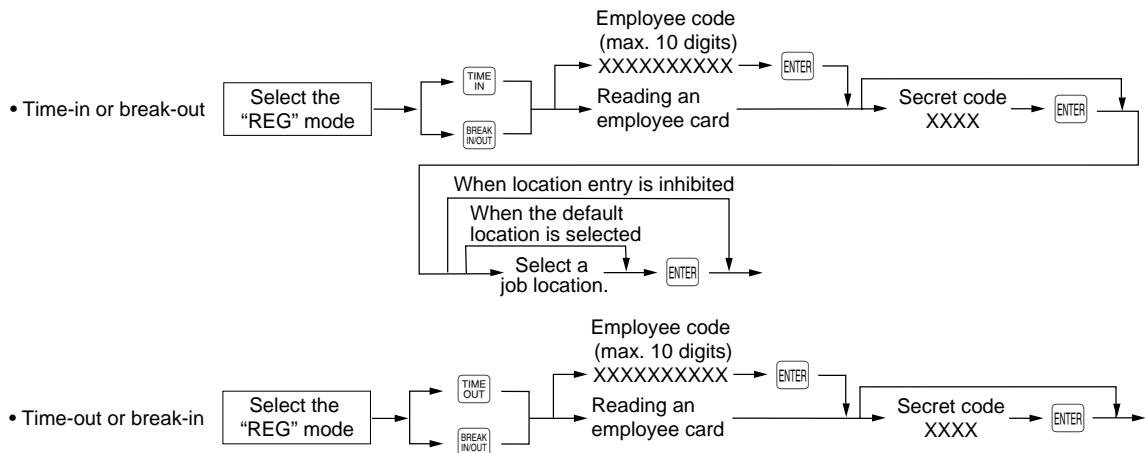 • Time-in or break-out
Select the
“REG” mode
TIME
IN
BREAK
IN/OUT
Employee code
(max. 10 digits)
XXXXXXXXXX
ENTER
Reading an
employee card
Secret code
XXXX
ENTER
When location entry is inhibited
When the default
location is selected
Select a
job location.
ENTER
• Time-out or break-in
Select the
“REG” mode
TIME
OUT
BREAK
IN/OUT
Employee code
(max. 10 digits)
XXXXXXXXXX
ENTER
Reading an
employee card
Secret code
XXXX
ENTER